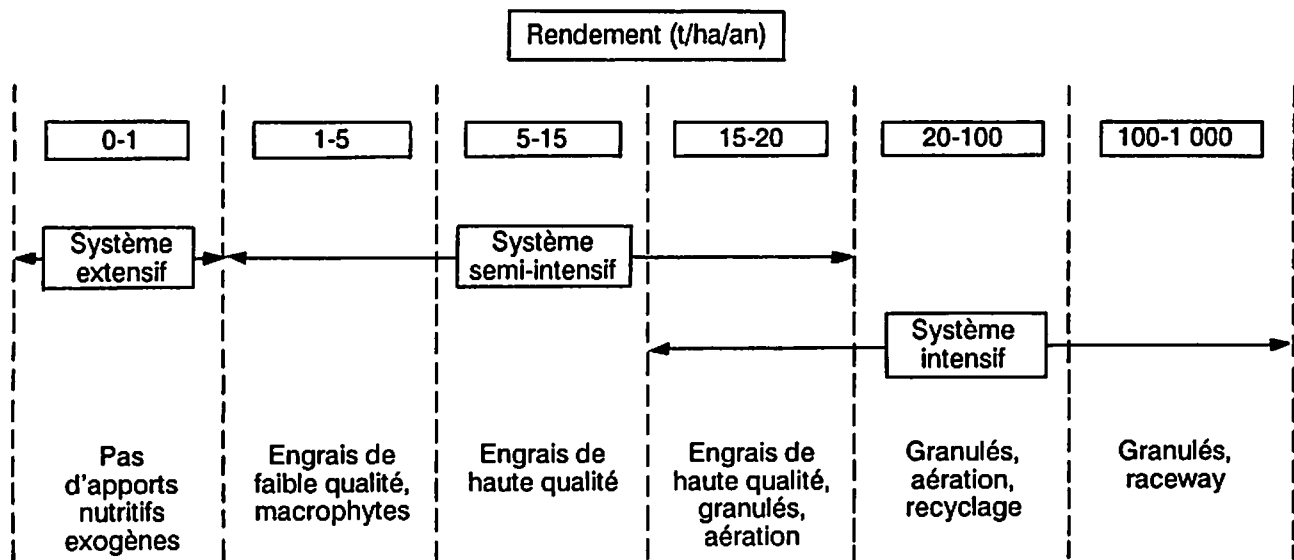 Rendement (t/ha/an)
0-1
1-5
5-15
15-20
20-100
100-1 000
Système
extensif
Système
semi-intensif
Système
intensif
Pas
d'apports
nutritifs
exogènes
Engrais de
faible qualité,
macrophytes
Engrais de
haute qualité
Engrais de
haute qualité,
granulés,
aération
Granulés,
aération,
recyclage
Granulés,
raceway